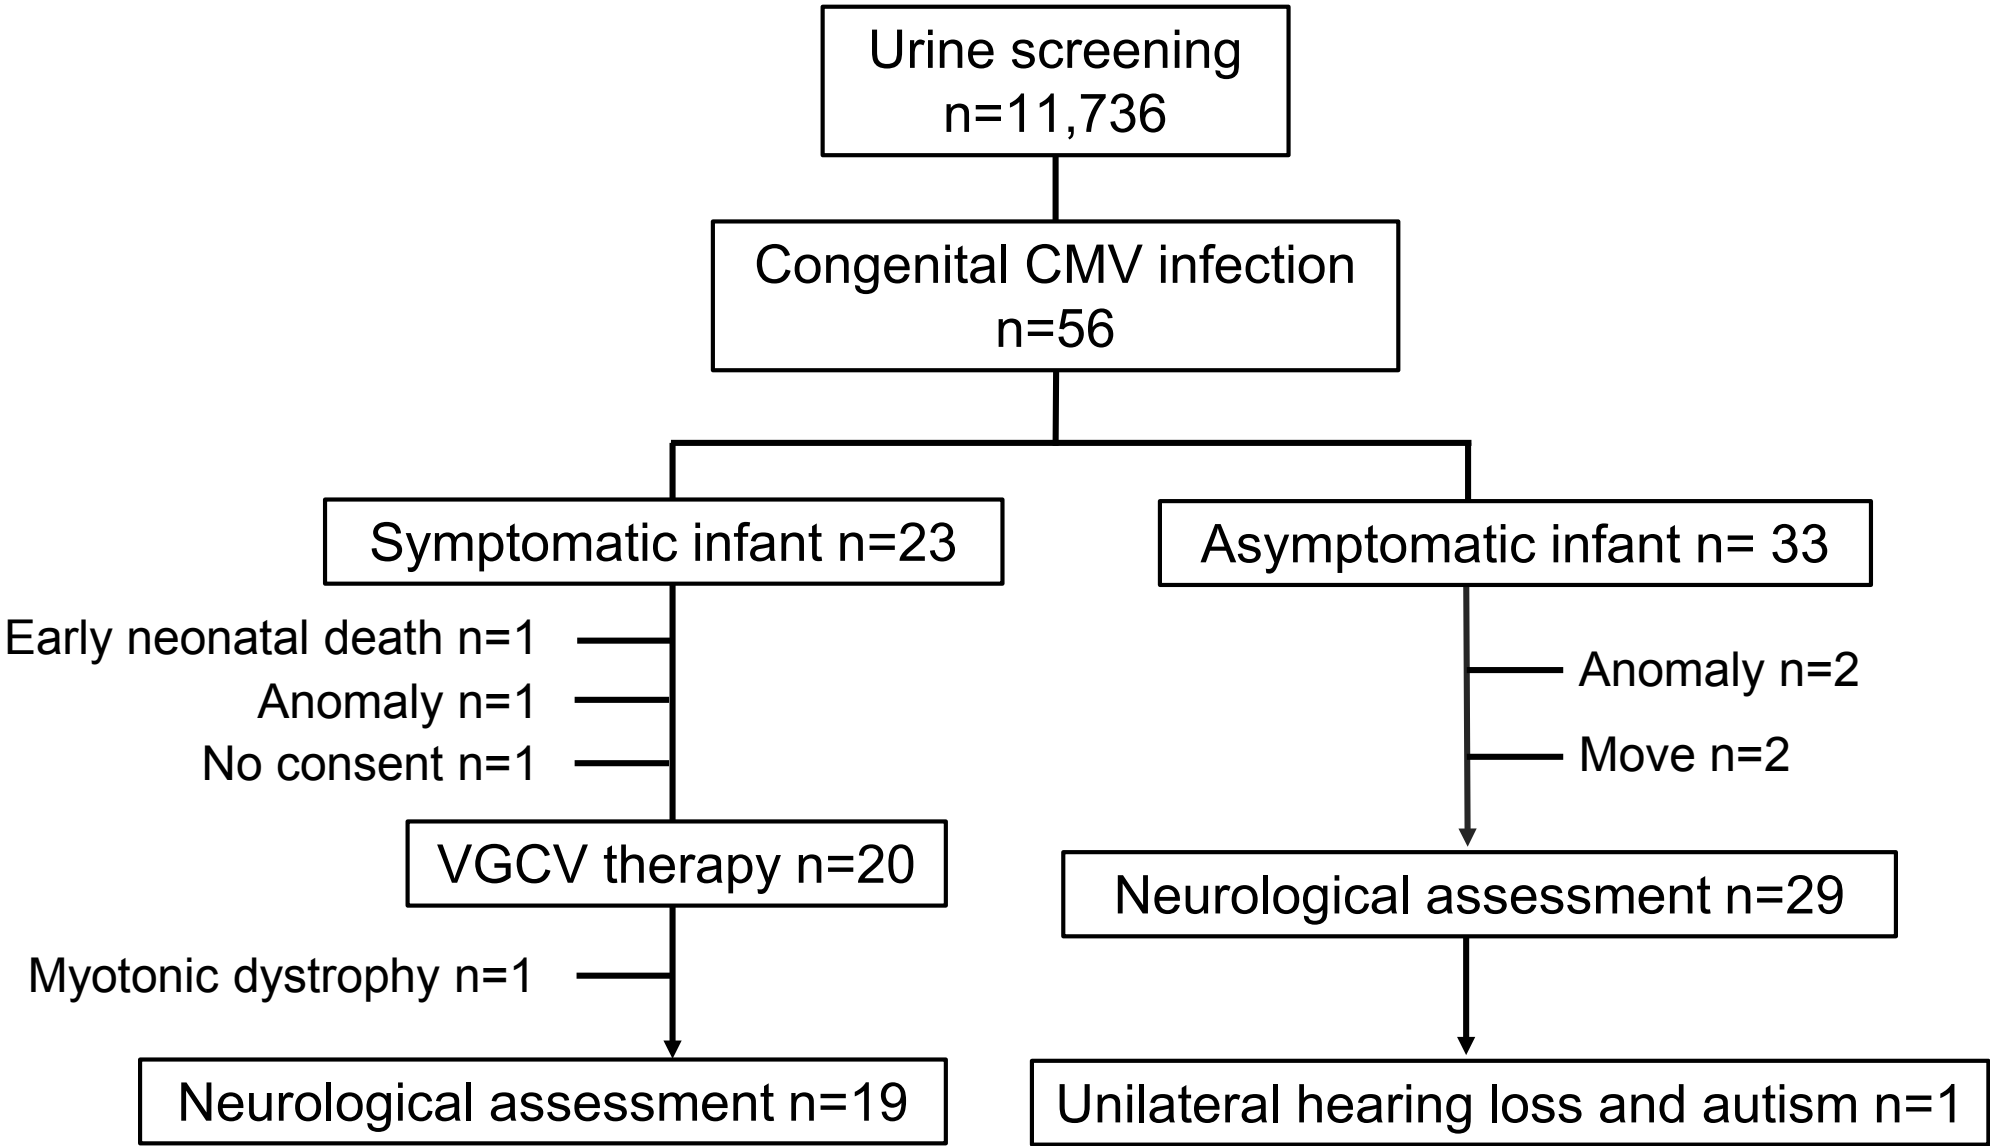 Urine screening
n=11,736
Congenital CMV infection
n=56
Symptomatic infant n=23
Asymptomatic infant n= 33
Early neonatal death n=1
Anomaly n=1
No consent n=1
Anomaly n=2
Move n=2
VGCV therapy n=20
Neurological assessment n=29
Myotonic dystrophy n=1
Neurological assessment n=19
Unilateral hearing loss and autism n=1